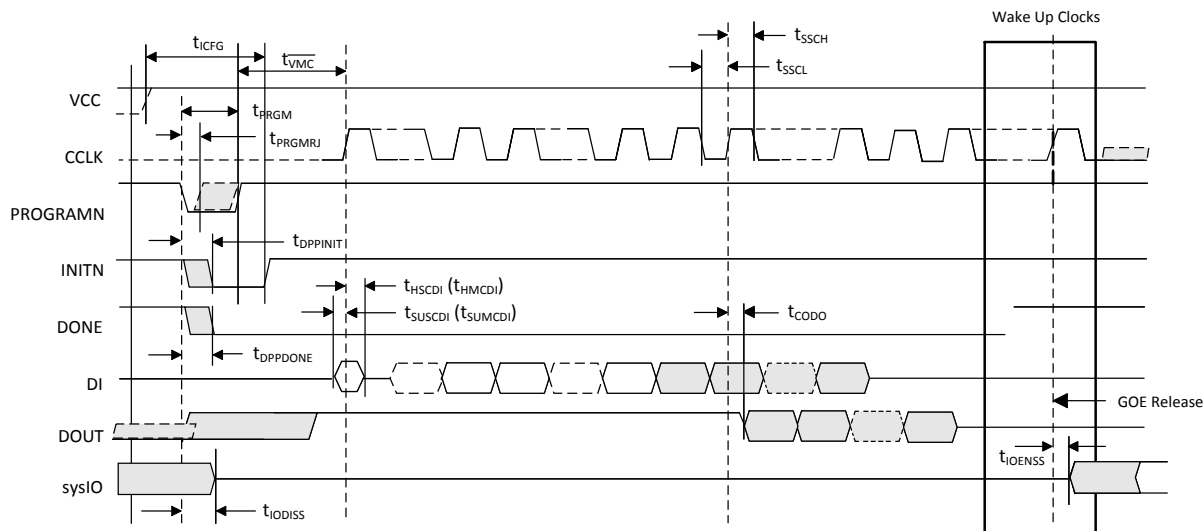 Wake Up Clocks
tICFG
tVMC
tSSCH
tSSCL
VCC
tPRGM
tPRGMRJ
CCLK
PROGRAMN
tDPPINIT
INITN
tHSCDI (tHMCDI)
tSUSCDI (tSUMCDI)
tCODO
DONE
tDPPDONE
DI
GOE Release
DOUT
tIOENSS
sysIO
tIODISS